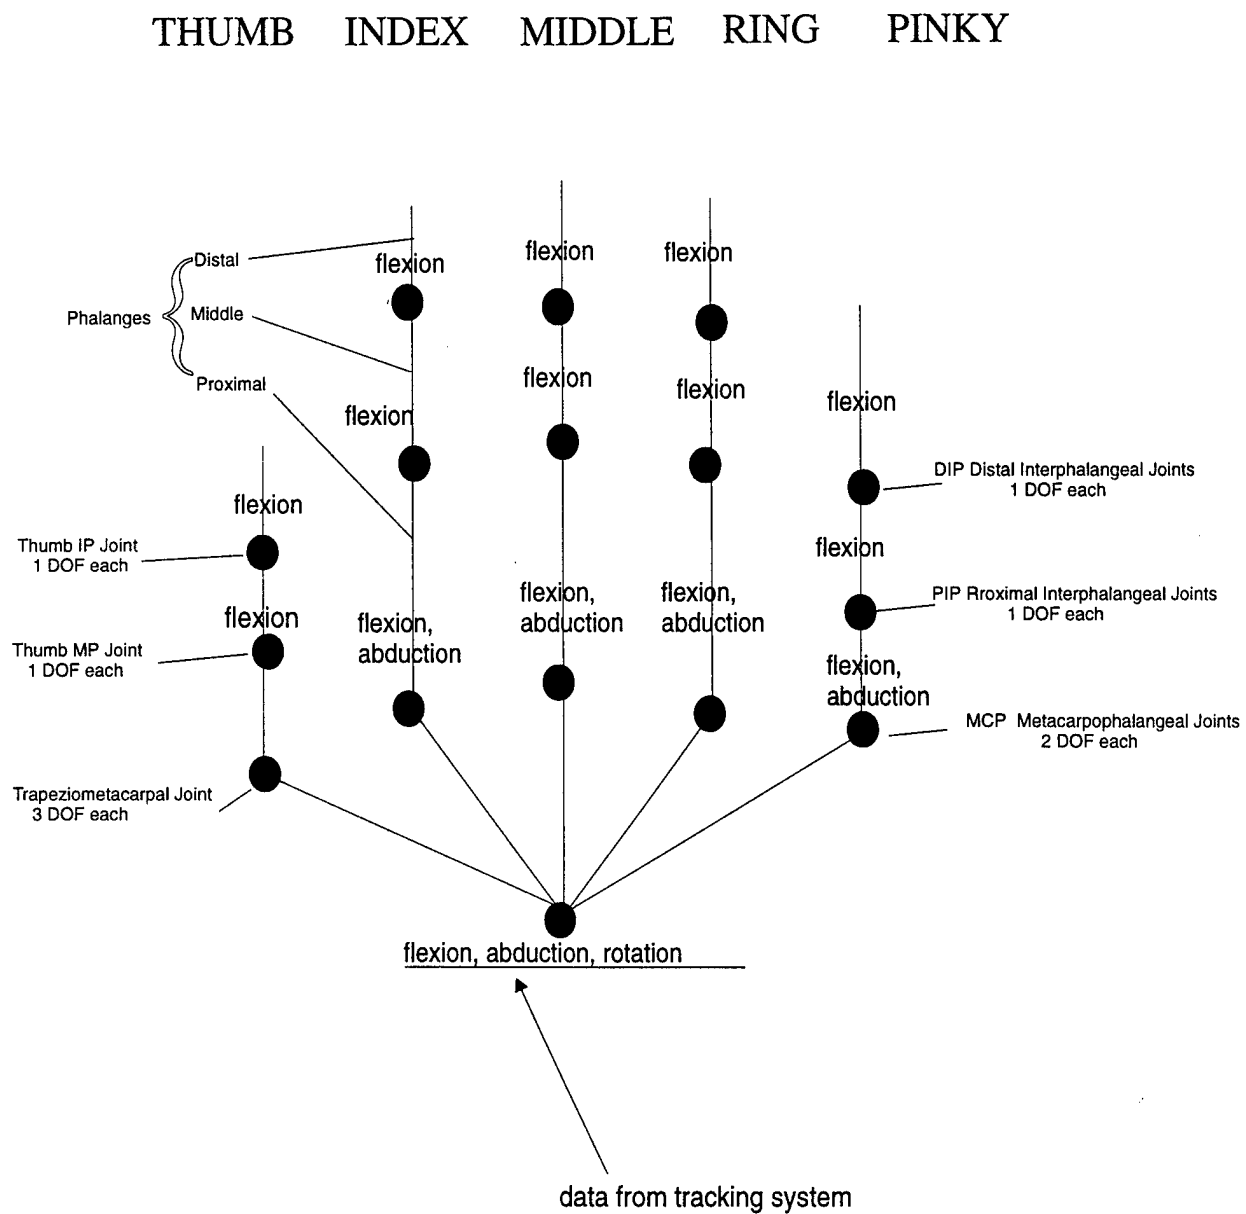 THUMB INDEX MIDDLE RING PINKY
flexion
flexion
flexion
Distal
Middle
Phalanges
Proximal
flexion
flexion
flexion
flexion
DIP Distal Interphalangeal Joints
1 DOF each
flexion
Thumb IP Joint
1 DOF each
flexion
PIP Rroximal Interphalangeal Joints
1 DOF each
flexion,
abduction
flexion,
abduction
flexion
flexion,
abduction
Thumb MP Joint
1 DOF each
flexion,
abduction
MCP Metacarpophalangeal Joints
2 DOF each
Trapeziometacarpal Joint
3 DOF each
flexion, abduction, rotation
data from tracking system